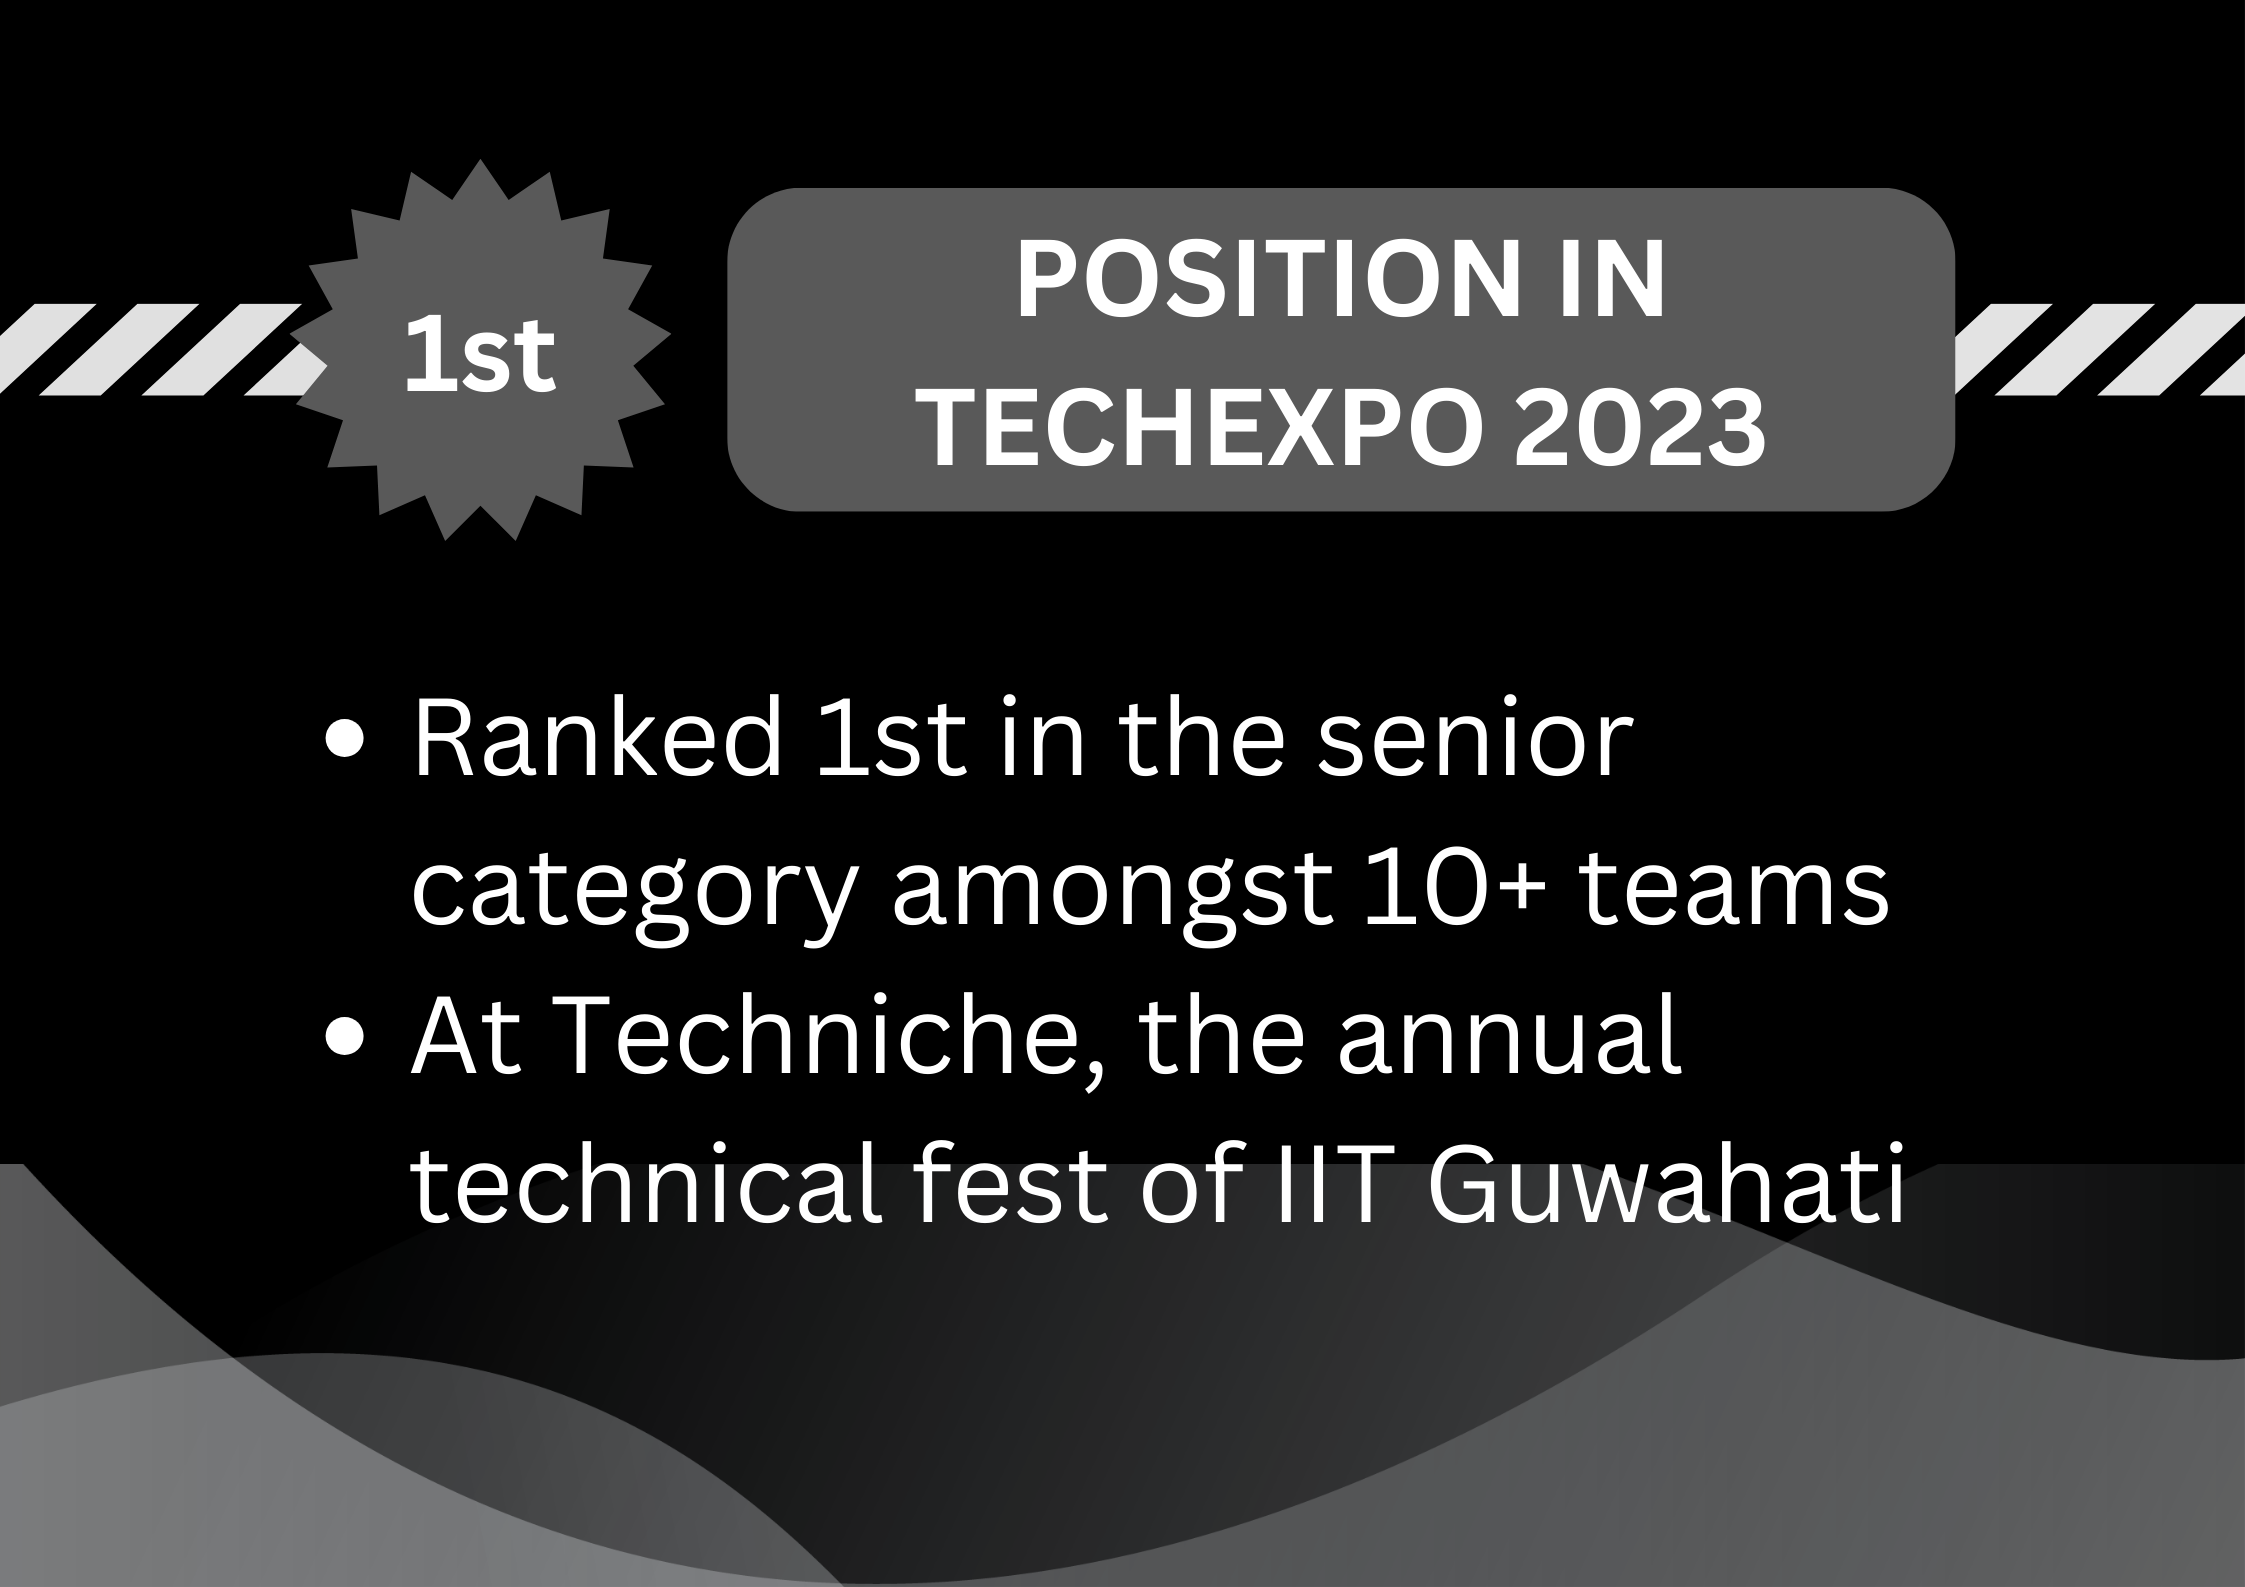 1st
POSITION IN
TECHEXPO 2023
• Ranked 1st in the senior
category amongst 10+ teams
• At Techniche, the annual
technical fest of IIT Guwahati